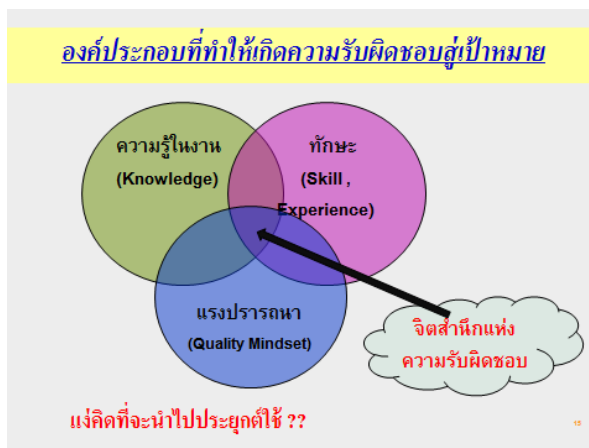 องค์ประกอบที่ทำให้เกิดความรับผิดชอบสู่เป้าหมาย
ความรู้ในงาน
(Knowledge)
ทักษะ
(Skill ,
Experience)
แรงปรารถนา
(Quality Mindset)
จิตสำนึกแห่ง
ความรับผิดชอบ
แง่คิดที่จะนำไปประยุกต์ใช้ ??
15